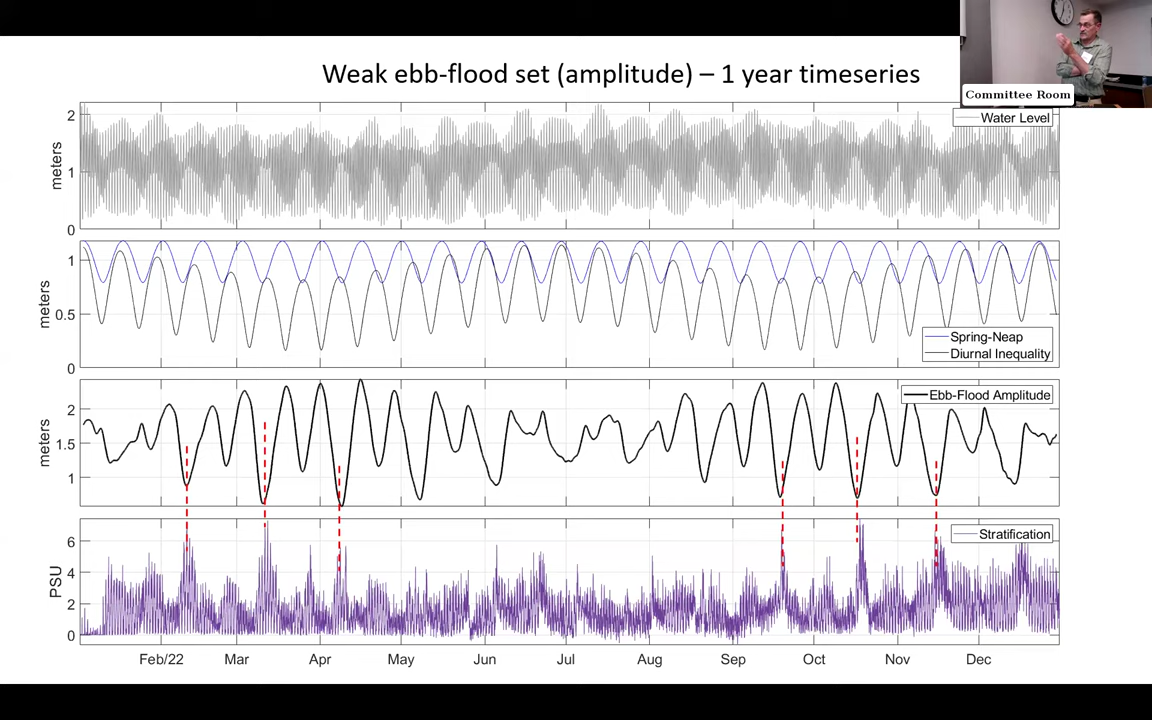 Weak ebb-flood set (amplitude) – 1 year timeseries
Committee Room
2
1
0
meters
Water Level
1
0.5
0
meters
Spring-Neap
Diurnal Inequality
2
1.5
1
meters
Ebb-Flood Amplitude
6
4
2
0
PSU
Stratification
Feb/22 Mar Apr May Jun Jul Aug Sep Oct Nov Dec